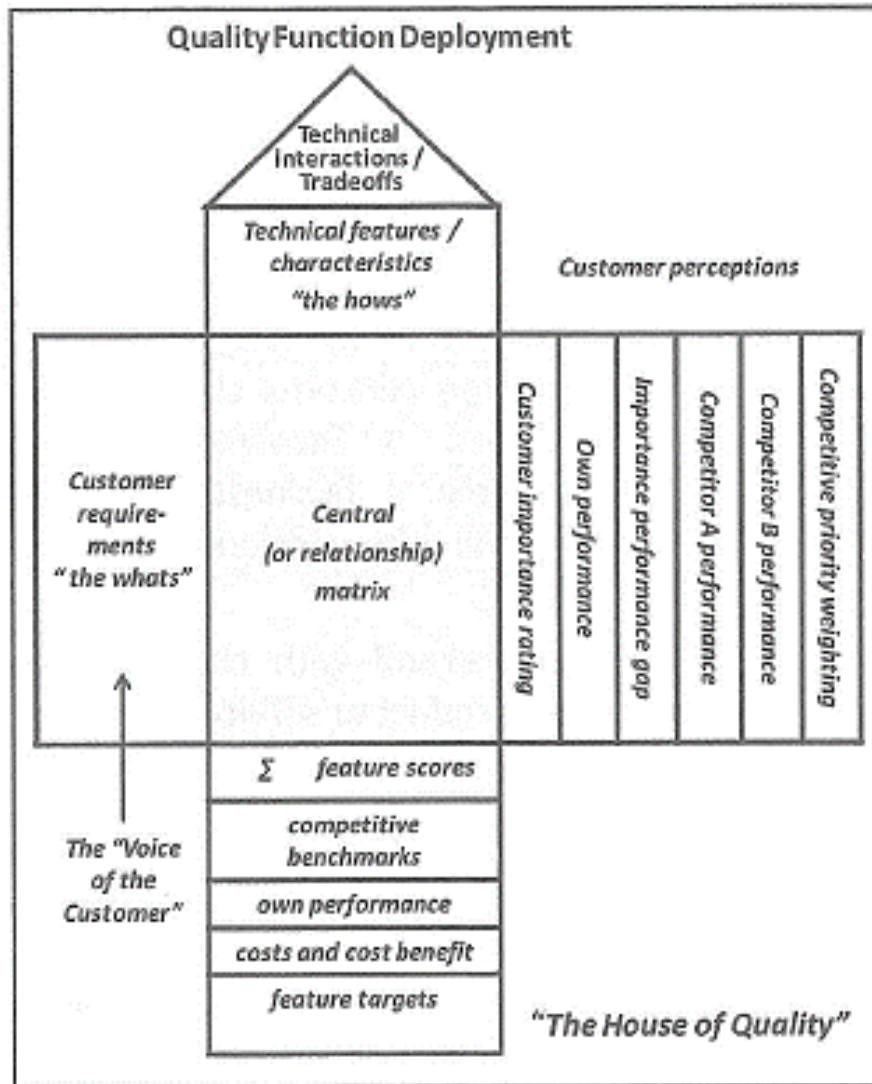 Quality Function Deployment
Technical
interactions /
Tradeoffs
Technical features /
characteristics
"the hows"
Customer perceptions
Customer
require-
ments
"the whats"
Central
(or relationship)
matrix
Customer importance rating
Own performance
Importance performance gap
Competitor A performance
Competitor B performance
Competitive priority weighting
Σ feature scores
competitive
benchmarks
own performance
costs and cost benefit
feature targets
The "Voice
of the
Customer"
"The House of Quality"